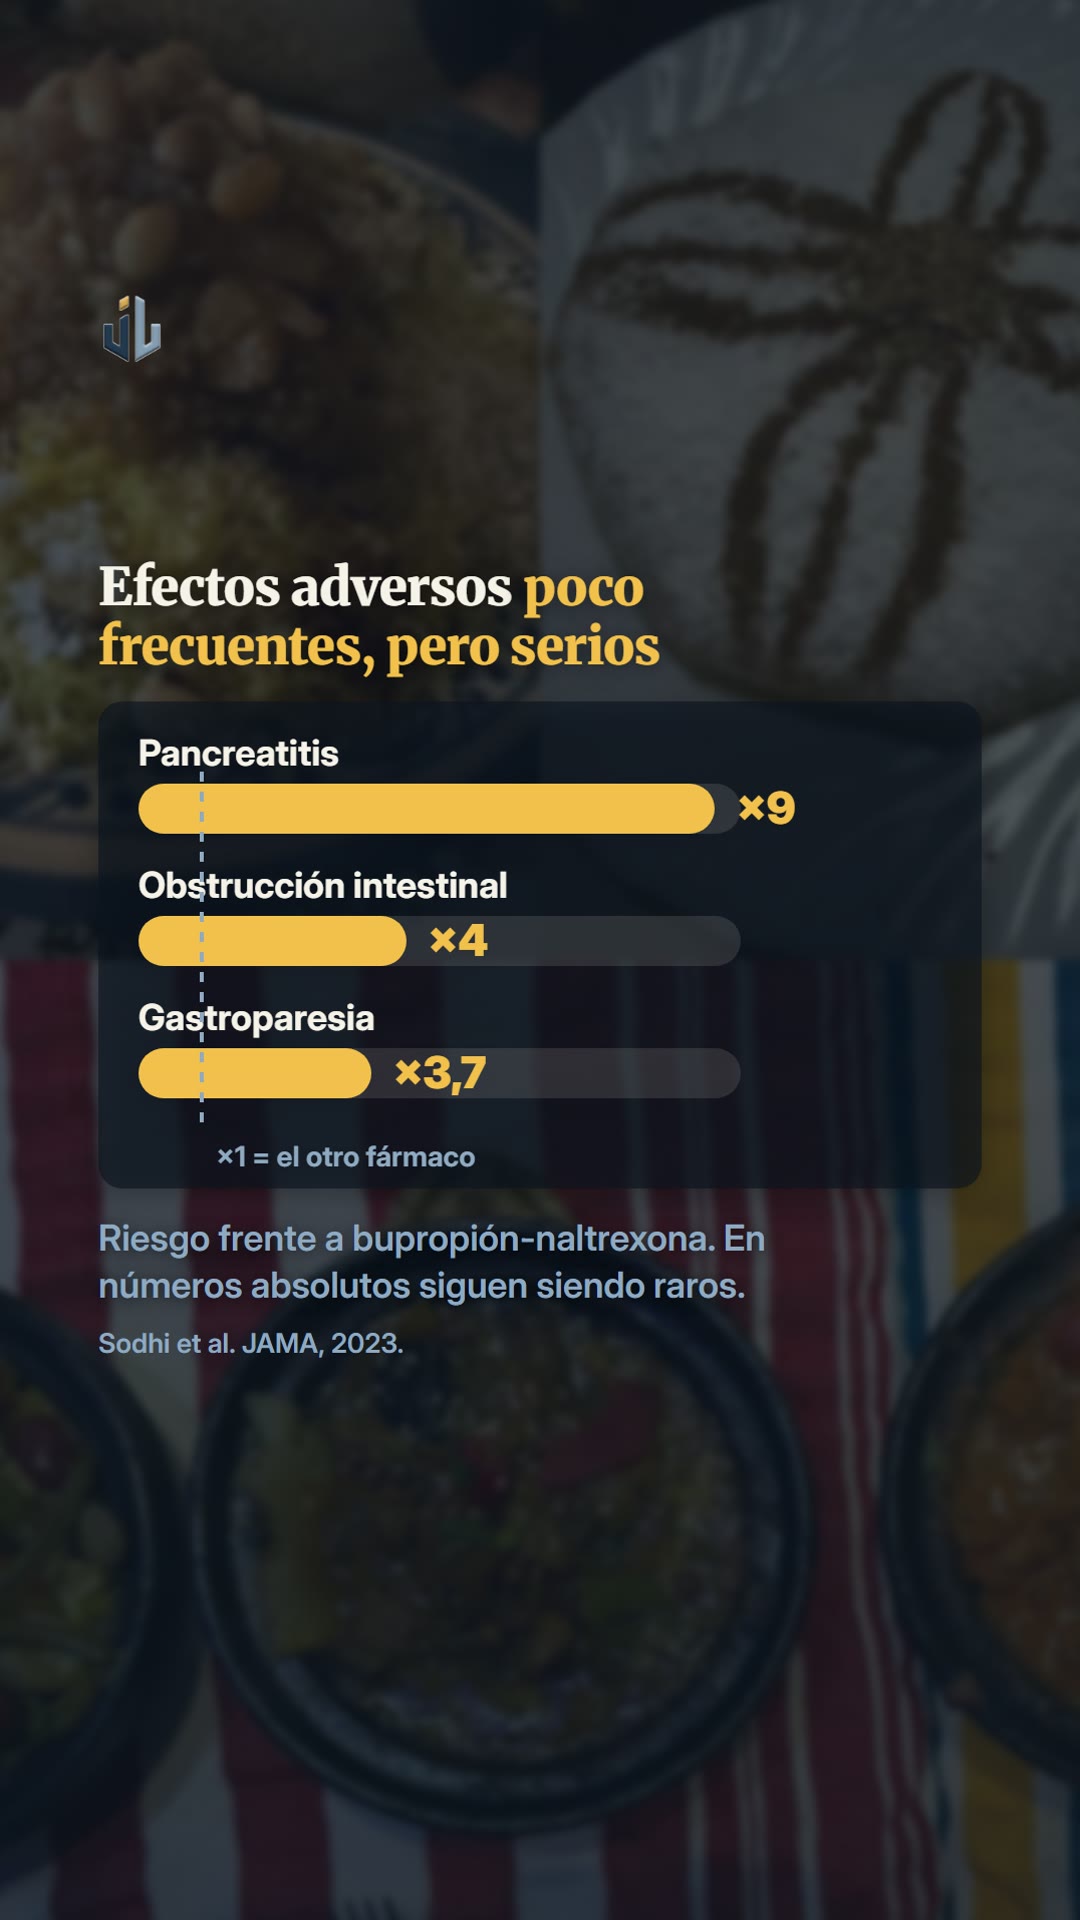 Efectos adversos poco
frecuentes, pero serios
Pancreatitis
×9
Obstrucción intestinal
×4
Gastroparesia
×3,7
×1 = el otro fármaco
Riesgo frente a bupropión-naltrexona. En
números absolutos siguen siendo raros.
Sodhi et al. JAMA, 2023.